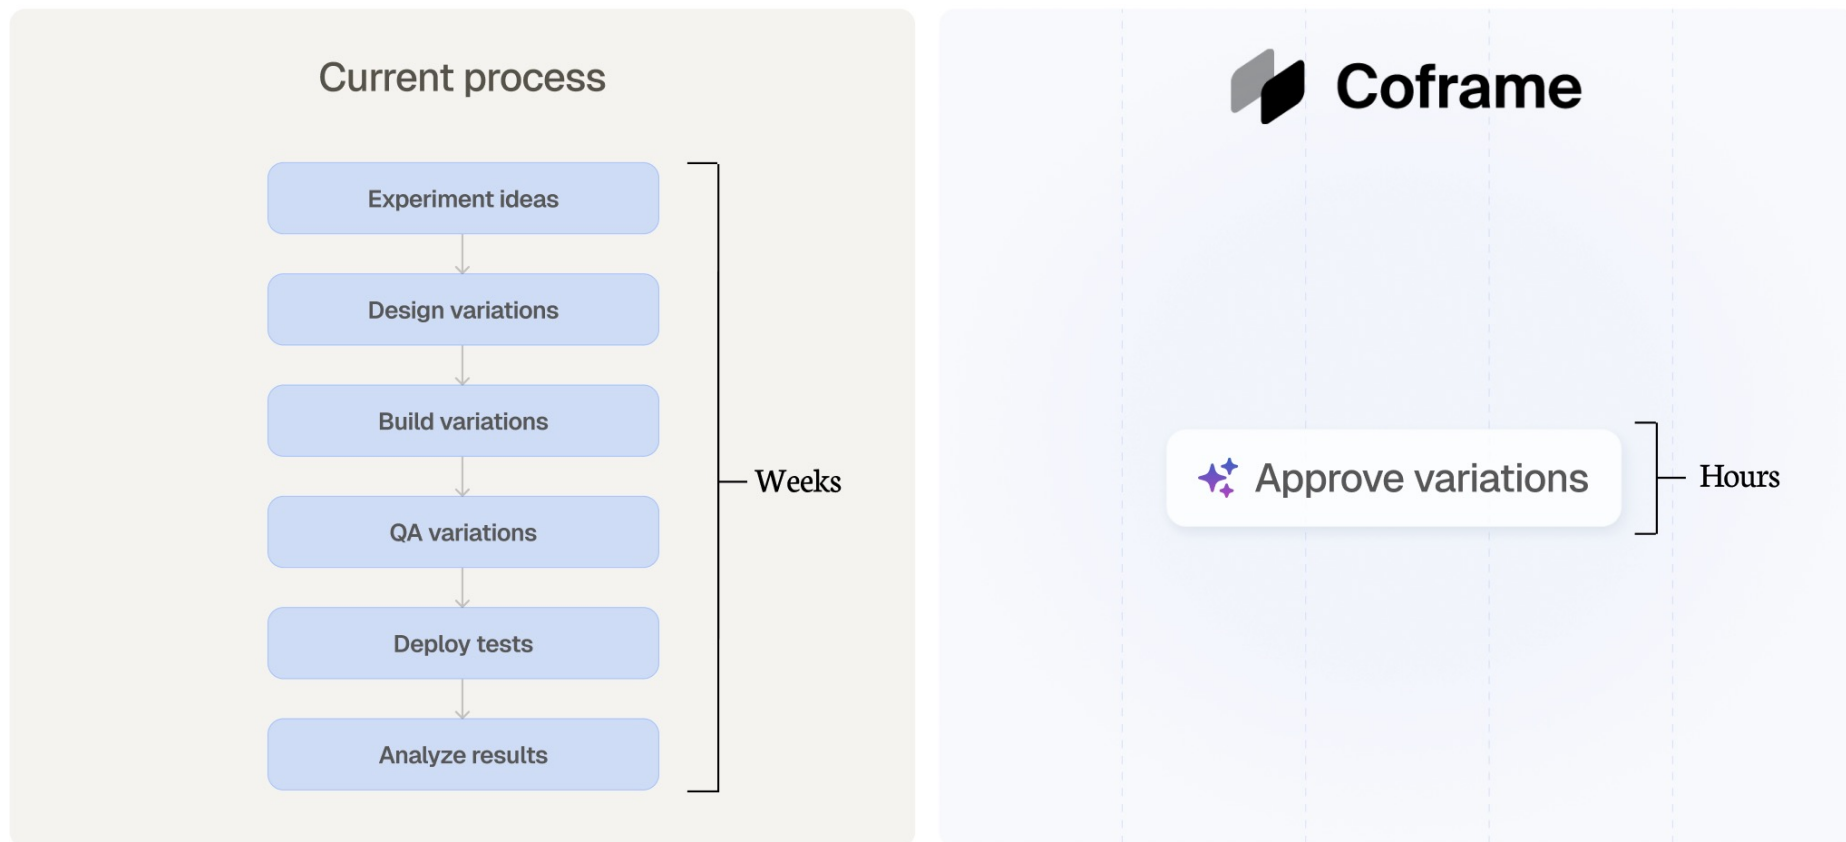 Current process
Experiment ideas
Design variations
Build variations
QA variations
Deploy tests
Analyze results
Weeks
Coframe
Approve variations
Hours